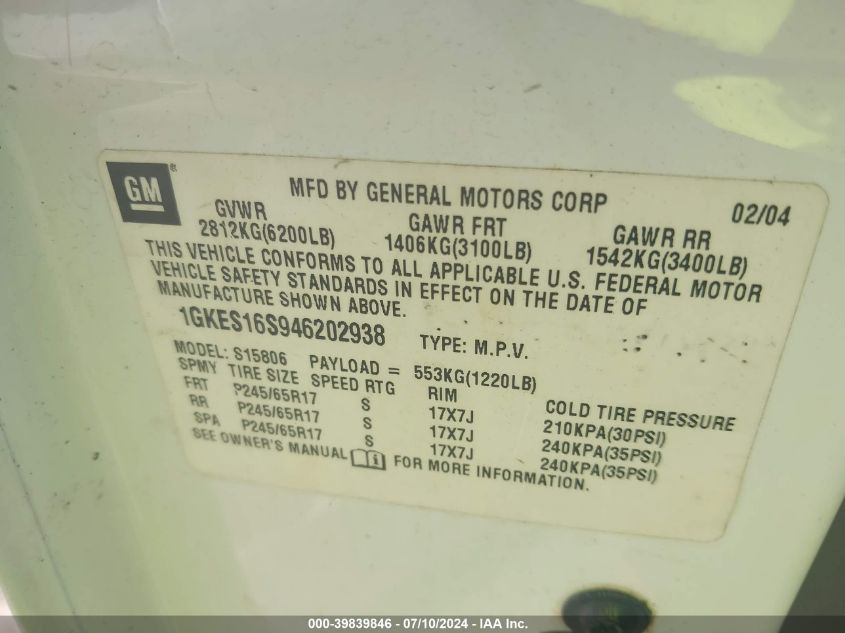 GM ® MFD BY GENERAL MOTORS CORP 02/04
GVWR GAWR FRT GAWR RR
2812KG(6200LB) 1406KG(3100LB) 1542KG(3400LB)
THIS VEHICLE CONFORMS TO ALL APPLICABLE U.S. FEDERAL MOTOR
VEHICLE SAFETY STANDARDS IN EFFECT ON THE DATE OF
MANUFACTURE SHOWN ABOVE.
1GKES16S946202938 TYPE: M.P.V.
MODEL: S15806 PAYLOAD = 553KG(1220LB)
SPMY TIRE SIZE SPEED RTG RIM COLD TIRE PRESSURE
FRT P245/65R17 S 17X7J 210KPA(30PSI)
RR P245/65R17 S 17X7J 240KPA(35PSI)
SPA P245/65R17 S 17X7J 240KPA(35PSI)
SEE OWNER'S MANUAL FOR MORE INFORMATION.
000-39839846 / 07/10/2024 - IAA Inc.